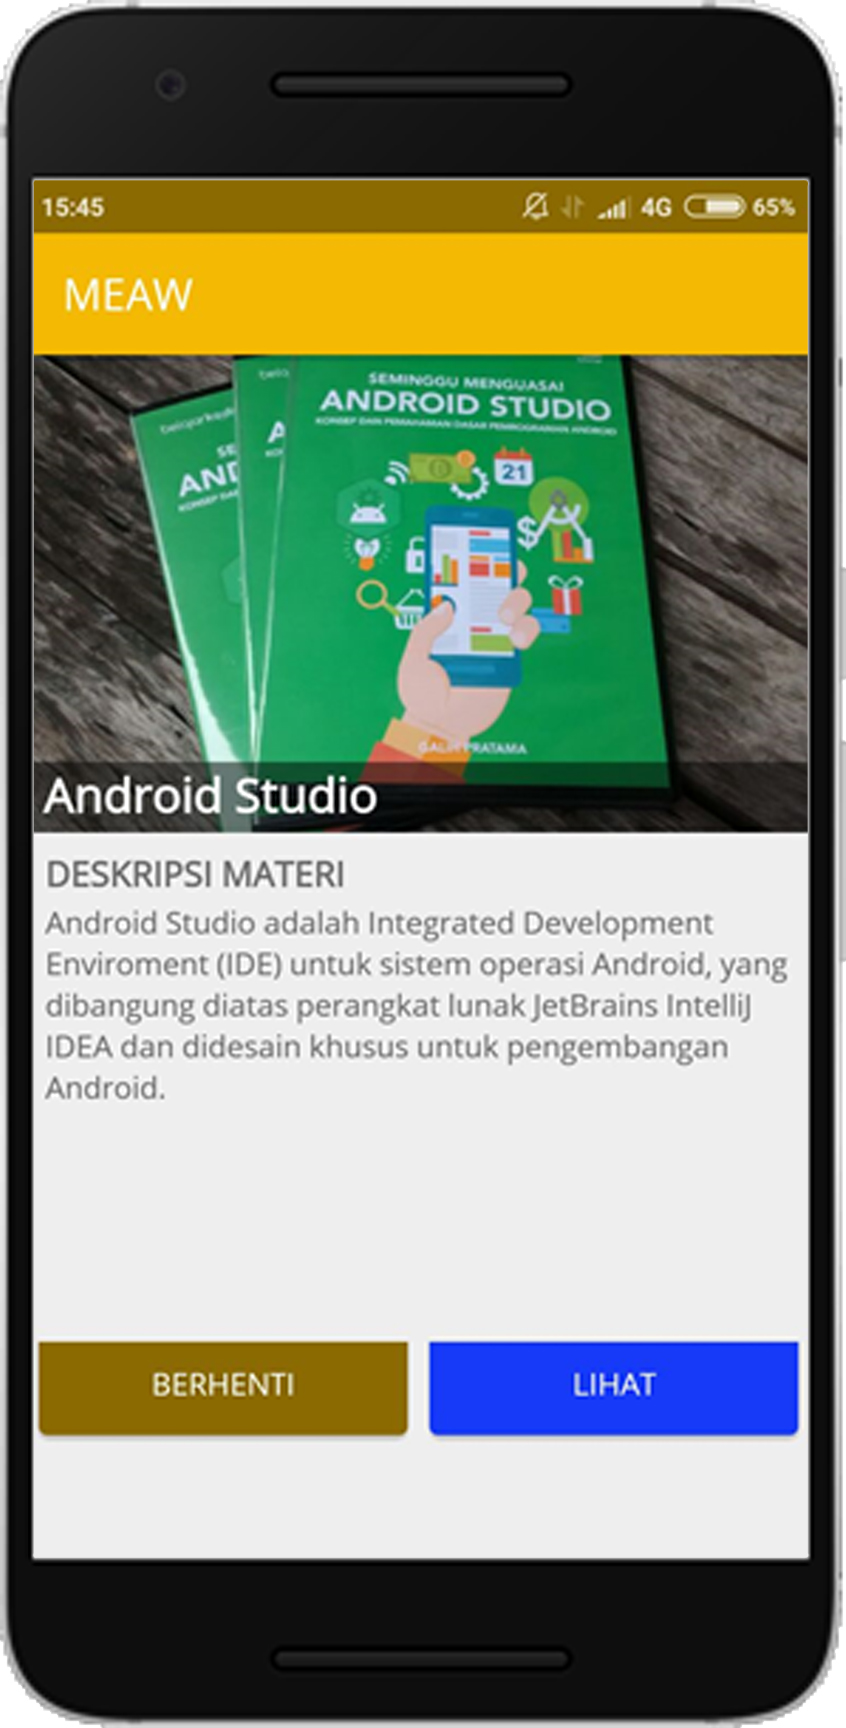 15:45 4G 65%
MEAW
SEMINGGU MENGUASAI
ANDROID STUDIO
KONSEP DAN PEMAHAMAN DASAR PEMROGRAMAN ANDROID
21
PRATAMA
Android Studio
DESKRIPSI MATERI
Android Studio adalah Integrated Development
Enviroment (IDE) untuk sistem operasi Android, yang
dibangung diatas perangkat lunak JetBrains IntelliJ
IDEA dan didesain khusus untuk pengembangan
Android.
BERHENTI LIHAT